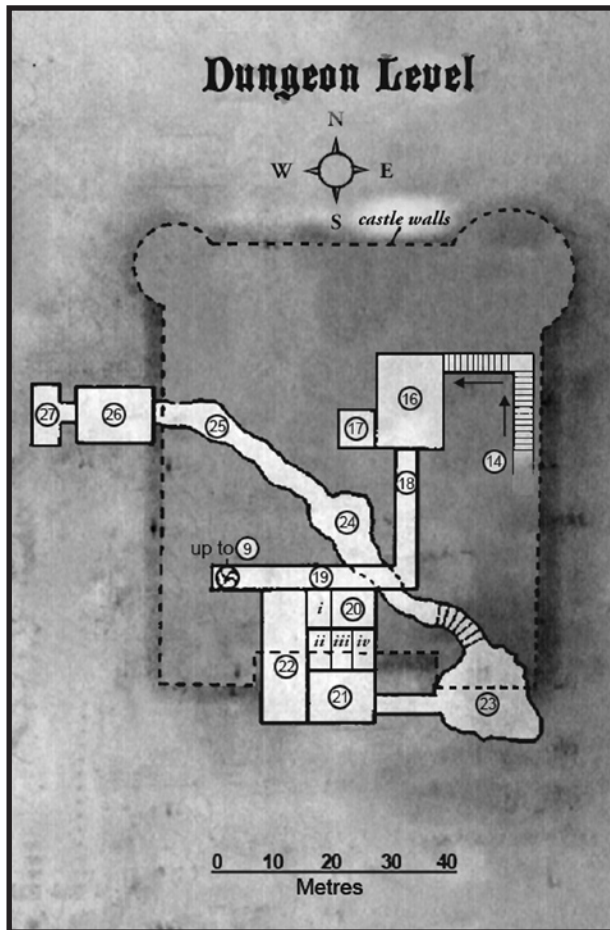 Dungeon Level
N
W E
S
castle walls
27
26
25
16
17
14
18
24
up to 9
15
19
i 20
ii iii iv
22
21
23
0 10 20 30 40
Metres